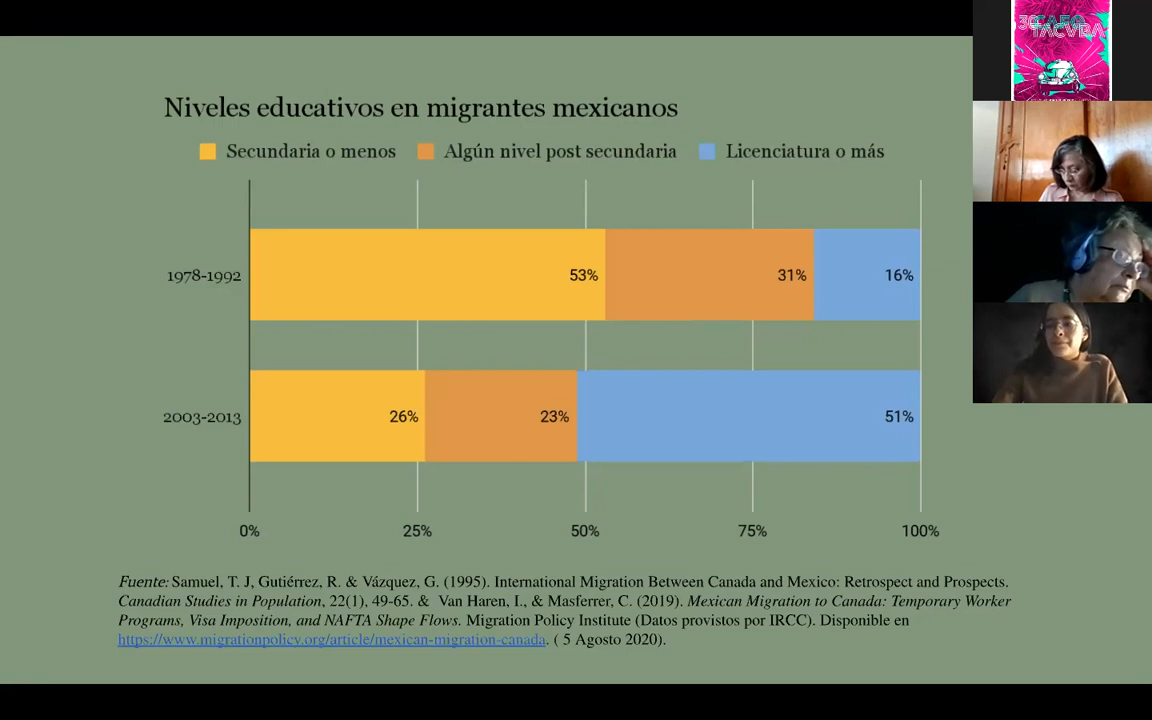 30
CAFE
TACVBA
Niveles educativos en migrantes mexicanos
Secundaria o menos Algún nivel post secundaria Licenciatura o más
1978-1992 53% 31% 16%
2003-2013 26% 23% 51%
0% 25% 50% 75% 100%
Fuente: Samuel, T. J, Gutiérrez, R. & Vázquez, G. (1995). International Migration Between Canada and Mexico: Retrospect and Prospects.
Canadian Studies in Population, 22(1), 49-65. & Van Haren, I., & Masferrer, C. (2019). Mexican Migration to Canada: Temporary Worker
Programs, Visa Imposition, and NAFTA Shape Flows. Migration Policy Institute (Datos provistos por IRCC). Disponible en
https://www.migrationpolicy.org/article/mexican-migration-canada. ( 5 Agosto 2020).